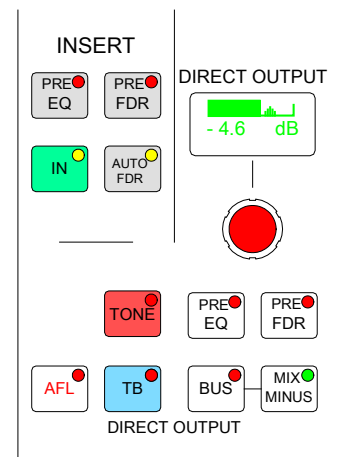 INSERT
PRE
EQ
PRE
FDR
IN
AUTO
FDR
DIRECT OUTPUT
- 4.6 dB
TONE
PRE
EQ
PRE
FDR
AFL
TB
BUS
MIX
MINUS
DIRECT OUTPUT